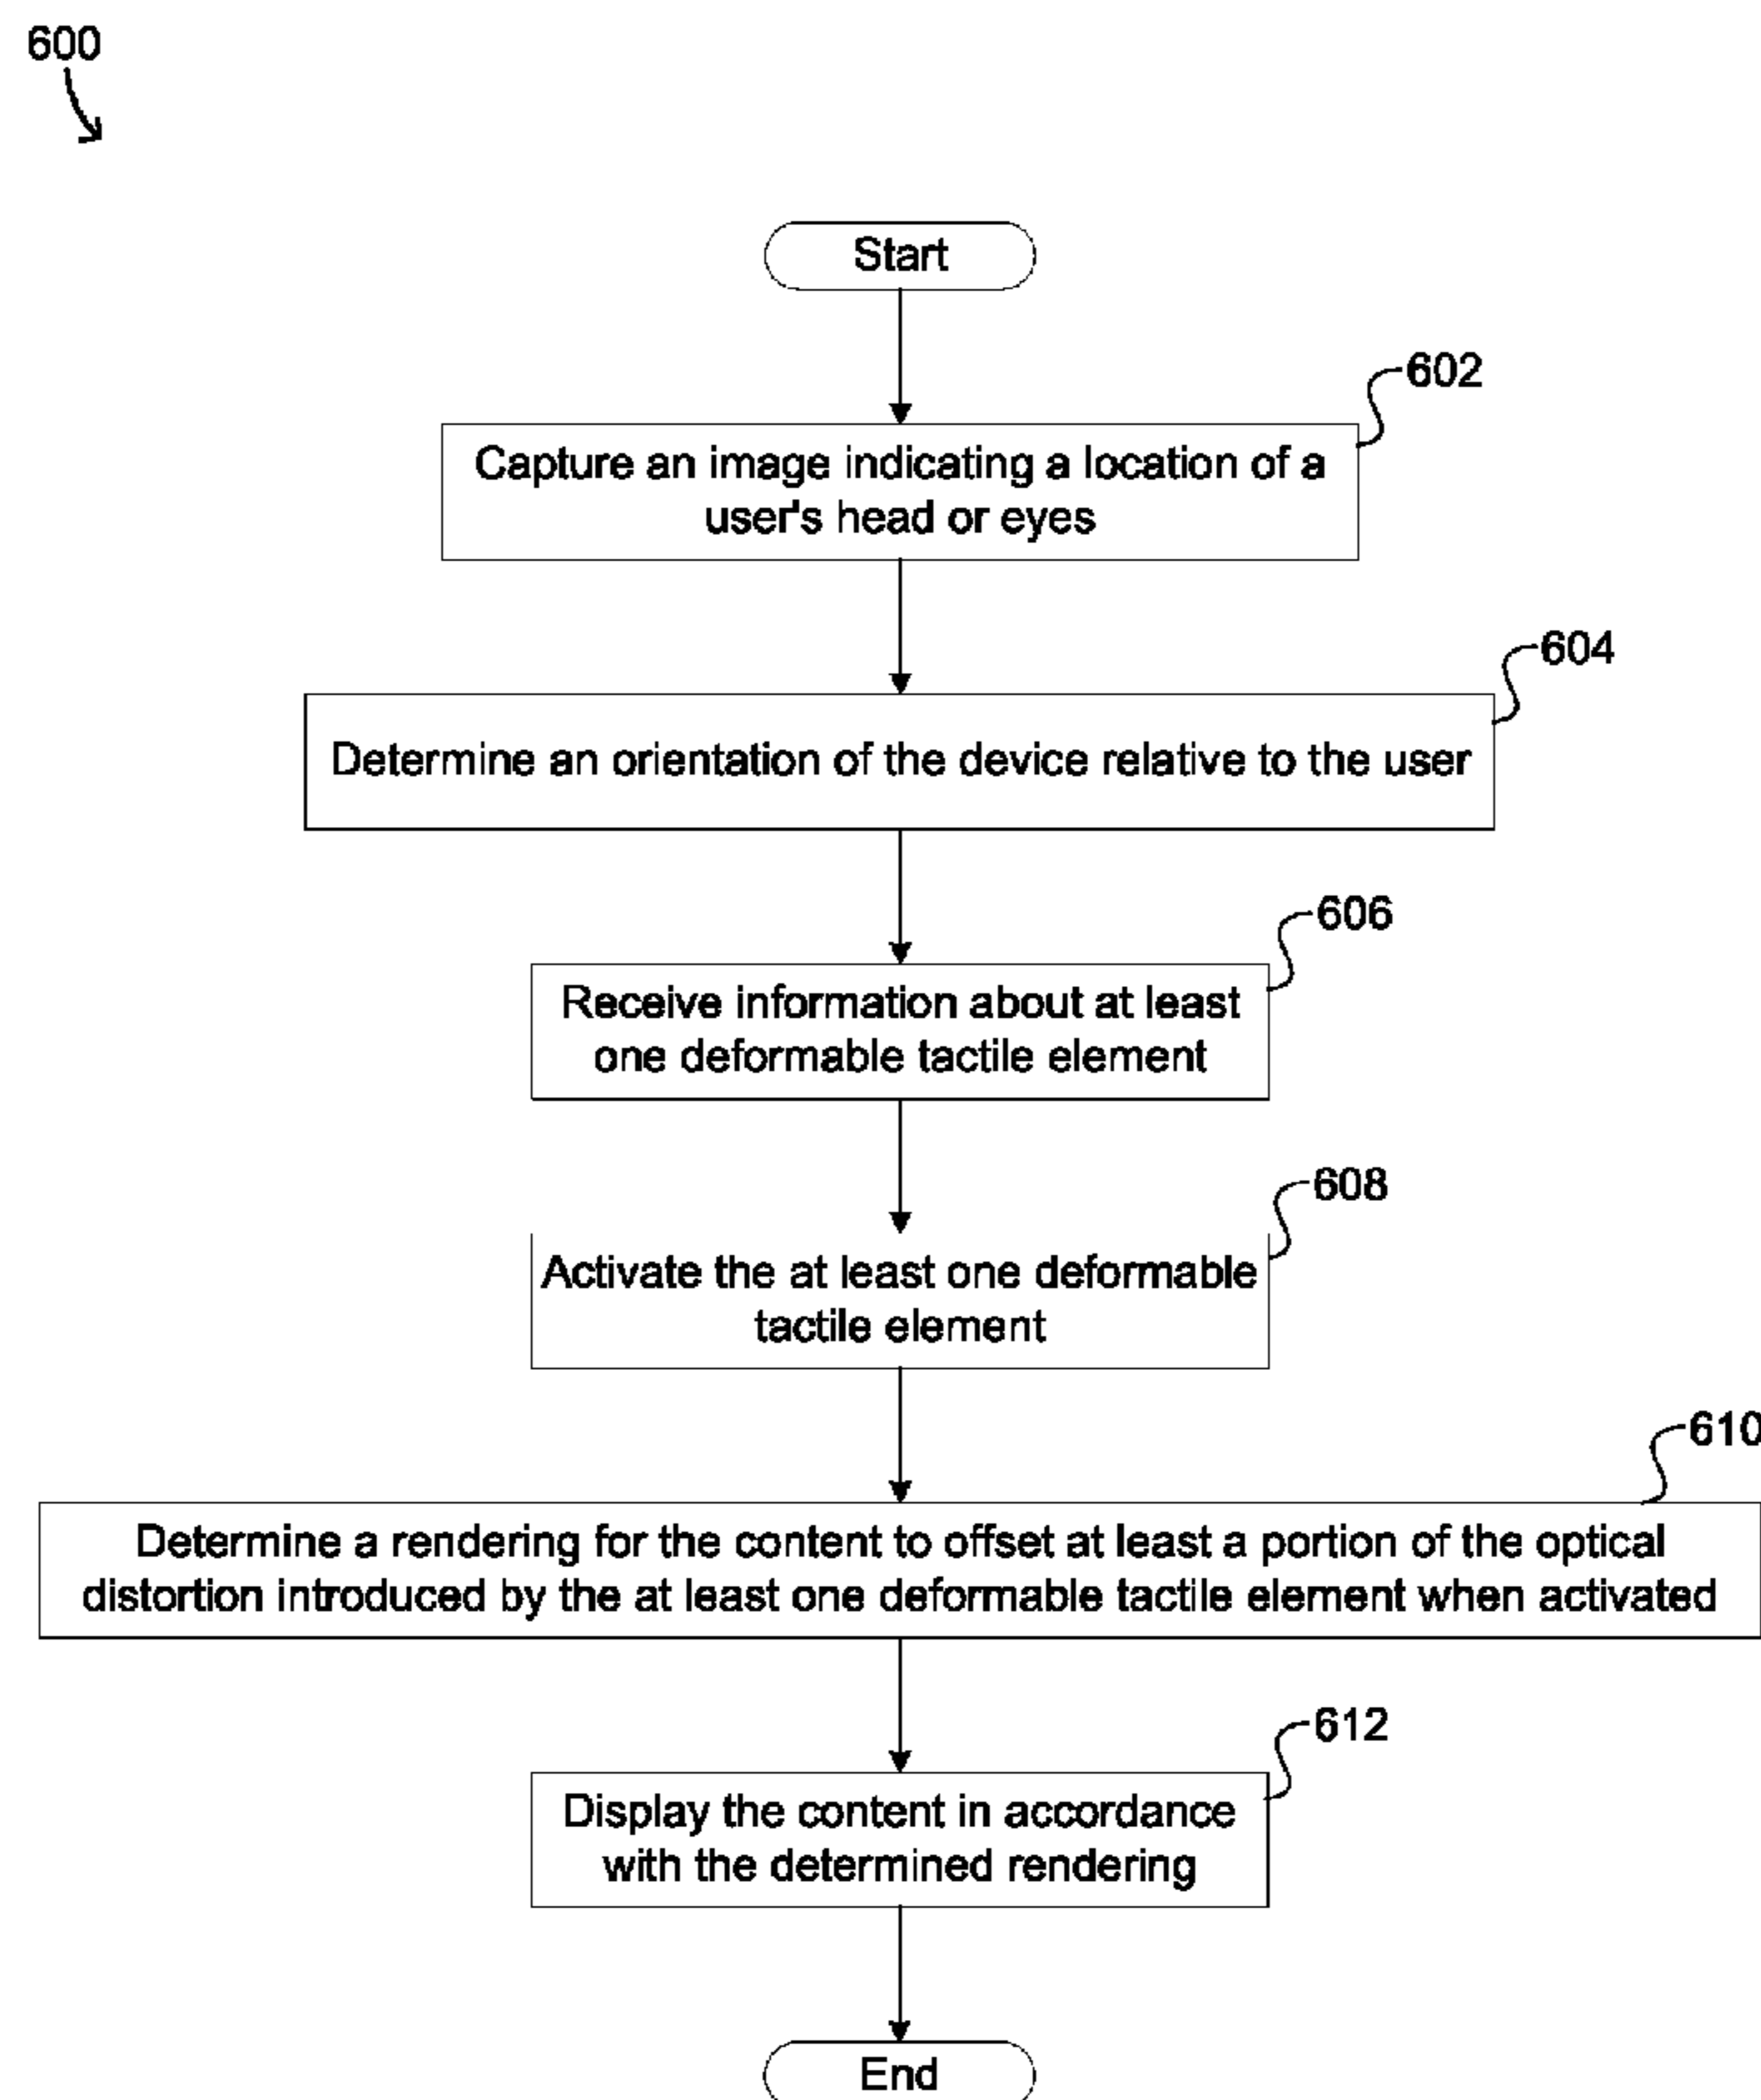 600
Start
602
Capture an image indicating a location of a
user's head or eyes
604
Determine an orientation of the device relative to the user
606
Receive information about at least
one deformable tactile element
608
Activate the at least one deformable
tactile element
610
Determine a rendering for the content to offset at least a portion of the optical
distortion introduced by the at least one deformable tactile element when activated
612
Display the content in accordance
with the determined rendering
End